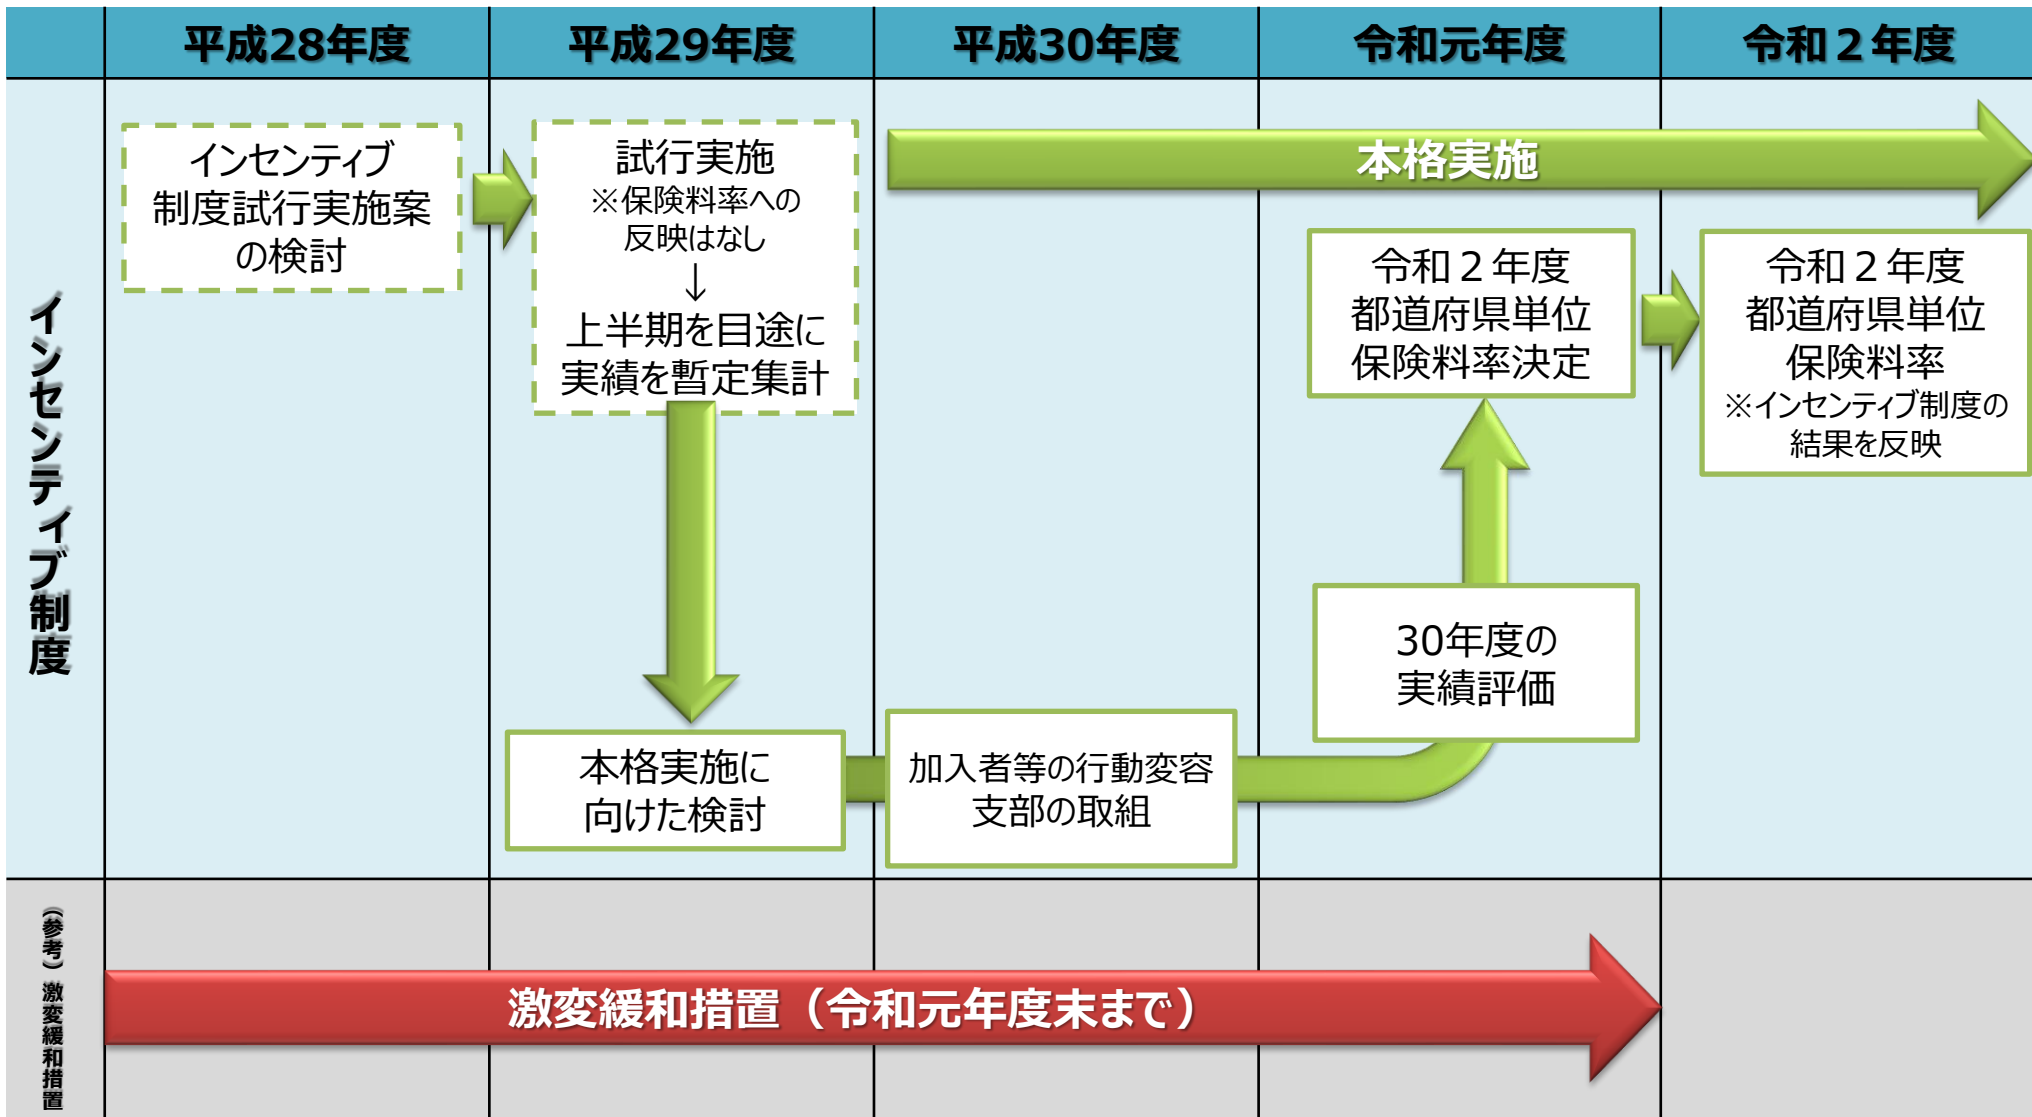 平成28年度
平成29年度
平成30年度
令和元年度
令和２年度
インセンティブ制度
インセンティブ
制度試行実施案
の検討
試行実施
※保険料率への
反映はなし
↓
上半期を目途に
実績を暫定集計
本格実施に
向けた検討
本格実施
加入者等の行動変容
支部の取組
30年度の
実績評価
令和２年度
都道府県単位
保険料率決定
令和２年度
都道府県単位
保険料率
※インセンティブ制度の
結果を反映
（参考）激変緩和措置
激変緩和措置（令和元年度末まで）